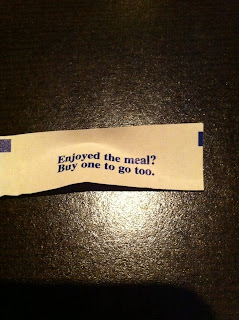 Enjoyed the meal?
Buy one to go too.